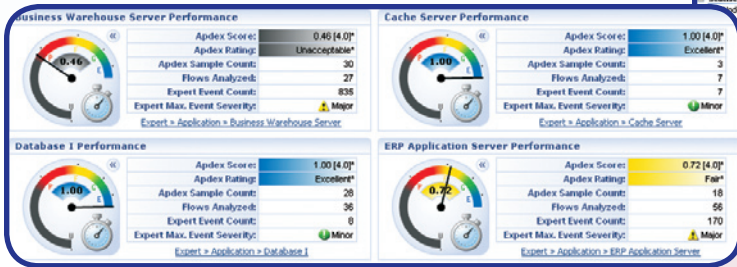 Business Warehouse Server Performance
0.46
Apdex Score: 0.46 [4.0]*
Apdex Rating: Unacceptable*
Apdex Sample Count: 30
Flows Analyzed: 27
Expert Event Count: 835
Expert Max. Event Severity: Major
Expert » Application » Business Warehouse Server
Cache Server Performance
1.00
Apdex Score: 1.00 [4.0]*
Apdex Rating: Excellent*
Apdex Sample Count: 3
Flows Analyzed: 7
Expert Event Count: 7
Expert Max. Event Severity: Minor
Expert » Application » Cache Server
Database I Performance
1.00
Apdex Score: 1.00 [4.0]*
Apdex Rating: Excellent*
Apdex Sample Count: 28
Flows Analyzed: 36
Expert Event Count: 8
Expert Max. Event Severity: Minor
Expert » Application » Database I
ERP Application Server Performance
0.72
Apdex Score: 0.72 [4.0]*
Apdex Rating: Fair*
Apdex Sample Count: 18
Flows Analyzed: 56
Expert Event Count: 170
Expert Max. Event Severity: Major
Expert » Application » ERP Application Server